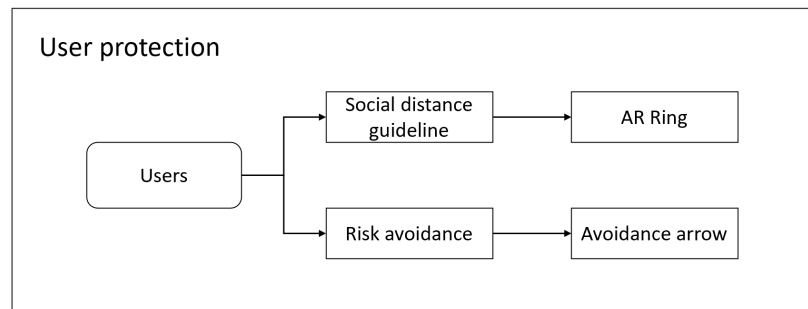 User protection
Social distance
guideline
AR Ring
Users
Risk avoidance
Avoidance arrow